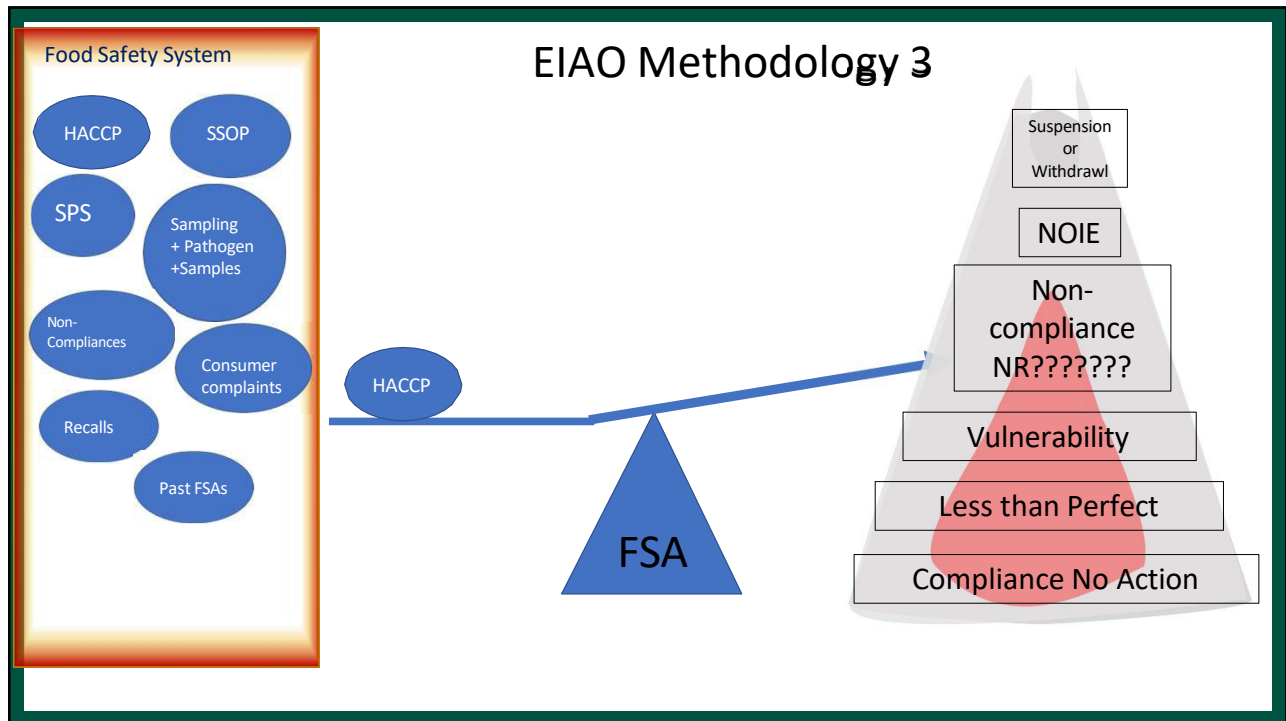 EIAO Methodology 3
Food Safety System
HACCP
SSOP
SPS
Sampling
+ Pathogen
+Samples
Non-
Compliances
Consumer
complaints
Recalls
Past FSAs
HACCP
FSA
Suspension
or
Withdrawl
NOIE
Non-
compliance
NR???????
Vulnerability
Less than Perfect
Compliance No Action